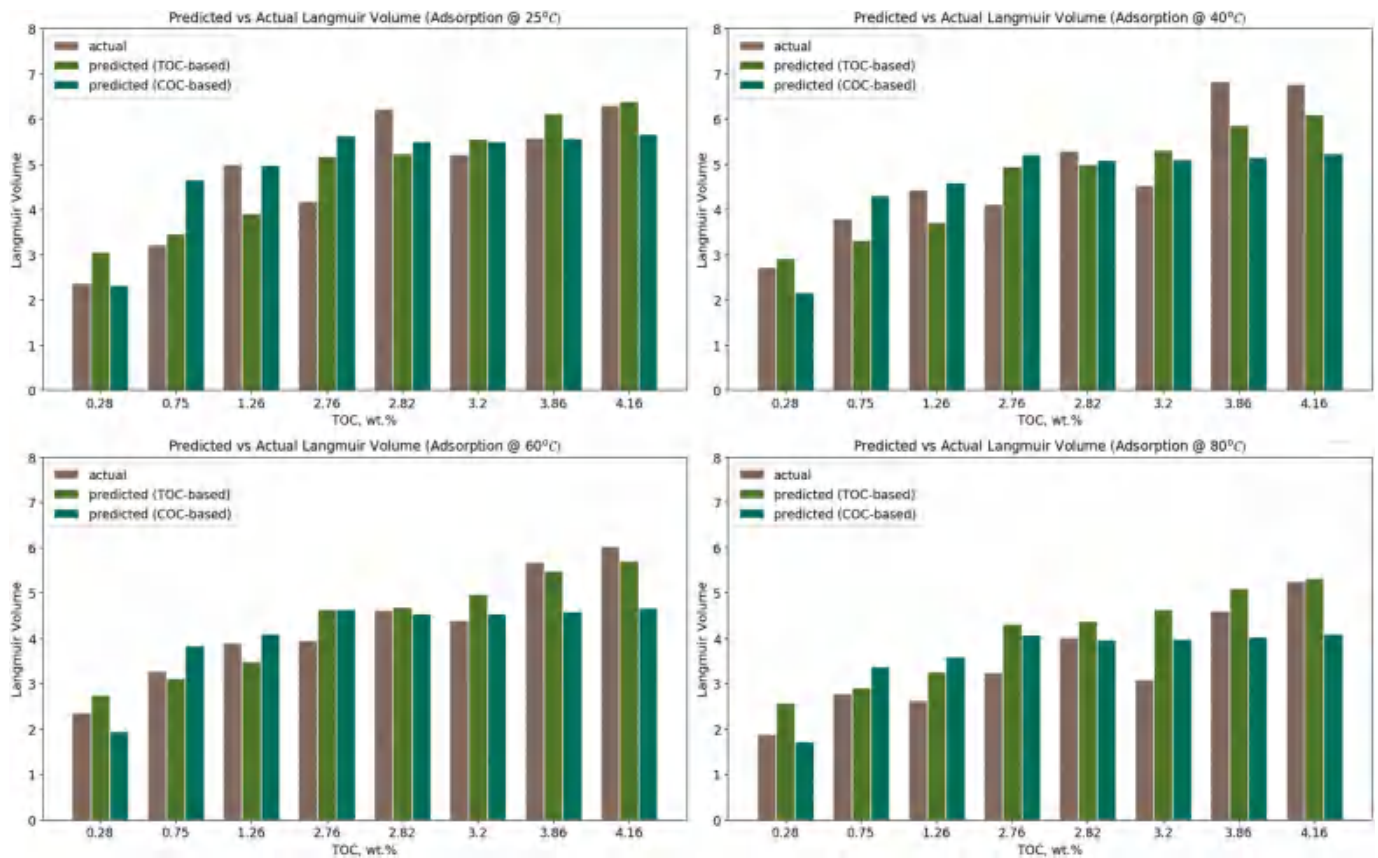 Predicted vs Actual Langmuir Volume (Adsorption @ 25°C)
8
7
6
5
4
3
2
1
0
Langmuir Volume
actual
predicted (TOC-based)
predicted (COC-based)
0.28 0.75 1.26 2.76 2.82 3.2 3.86 4.16
TOC, wt.%
Predicted vs Actual Langmuir Volume (Adsorption @ 40°C)
8
7
6
5
4
3
2
1
0
Langmuir Volume
actual
predicted (TOC-based)
predicted (COC-based)
0.28 0.75 1.26 2.76 2.82 3.2 3.86 4.16
TOC, wt.%
Predicted vs Actual Langmuir Volume (Adsorption @ 60°C)
8
7
6
5
4
3
2
1
0
Langmuir Volume
actual
predicted (TOC-based)
predicted (COC-based)
0.28 0.75 1.26 2.76 2.82 3.2 3.86 4.16
TOC, wt.%
Predicted vs Actual Langmuir Volume (Adsorption @ 80°C)
8
7
6
5
4
3
2
1
0
Langmuir Volume
actual
predicted (TOC-based)
predicted (COC-based)
0.28 0.75 1.26 2.76 2.82 3.2 3.86 4.16
TOC, wt.%